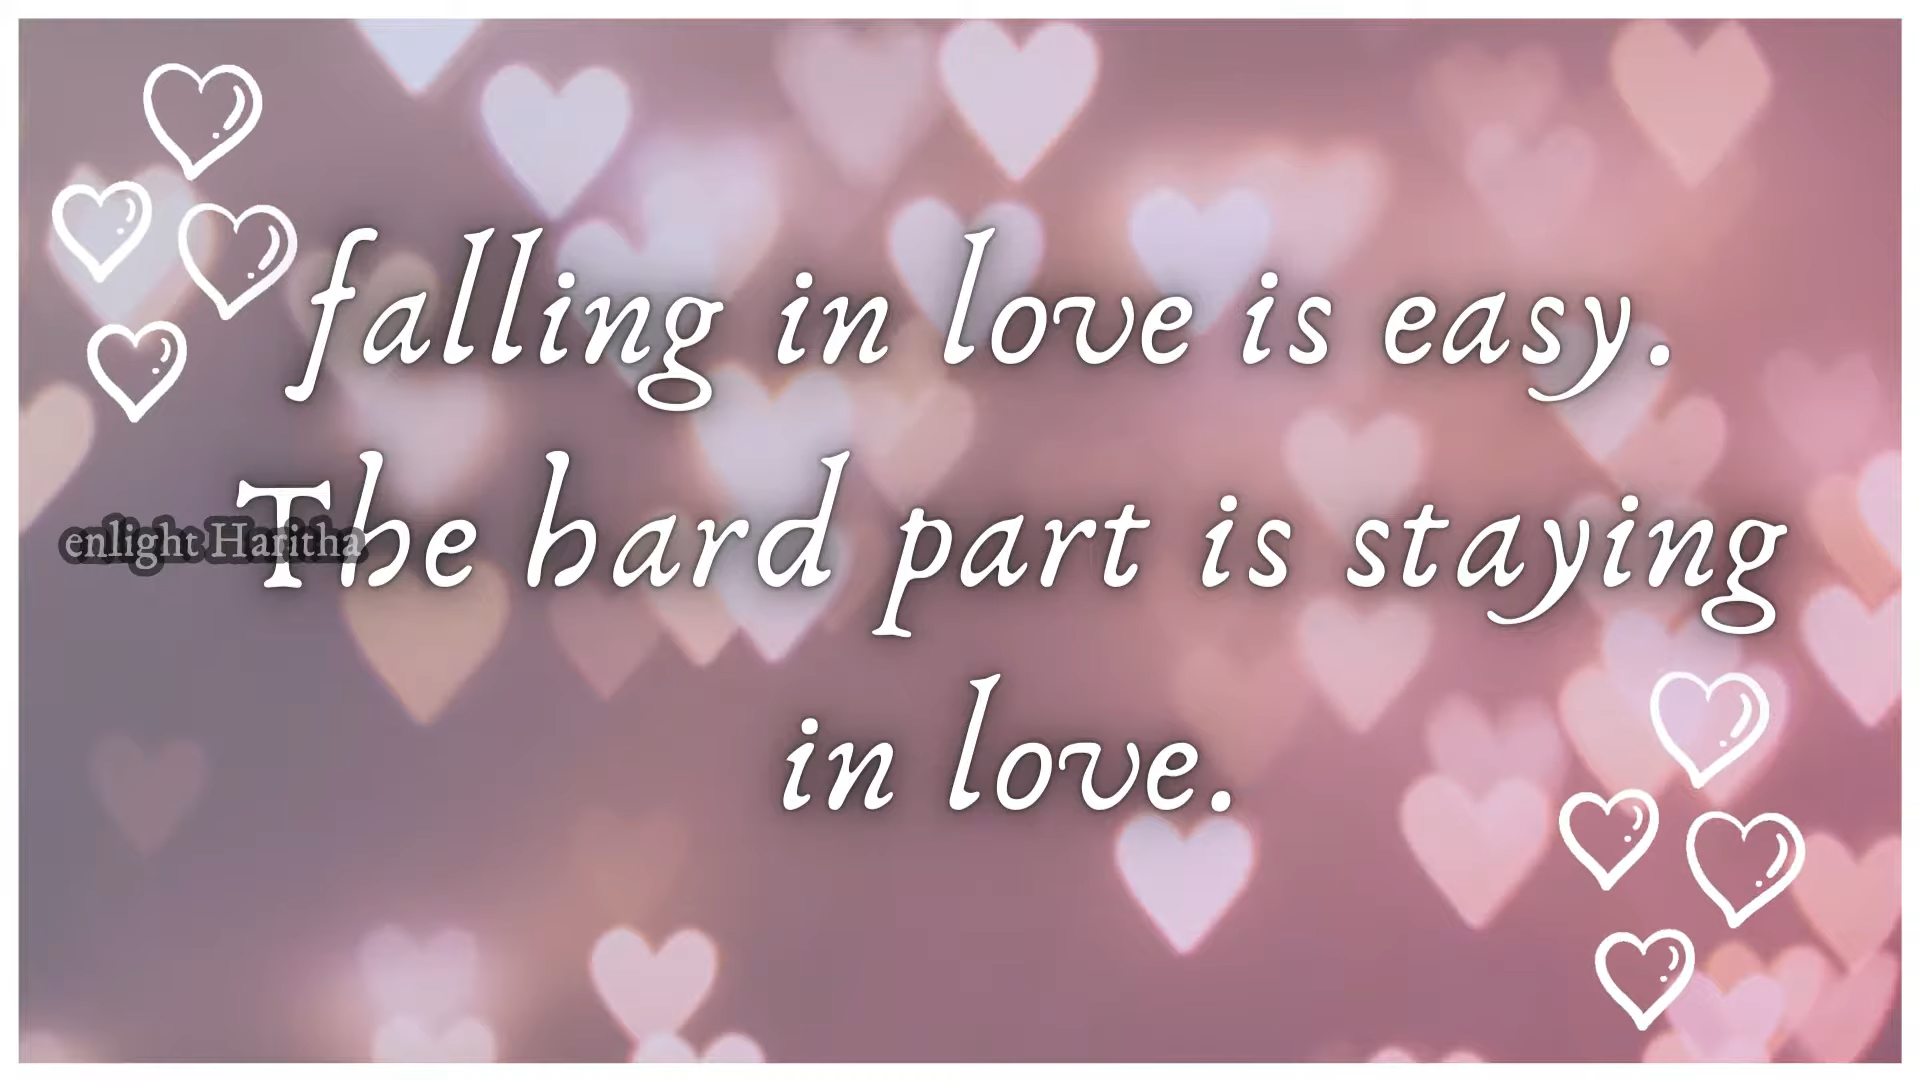 falling in love is easy.
The hard part is staying
in love.
enlight Haritha